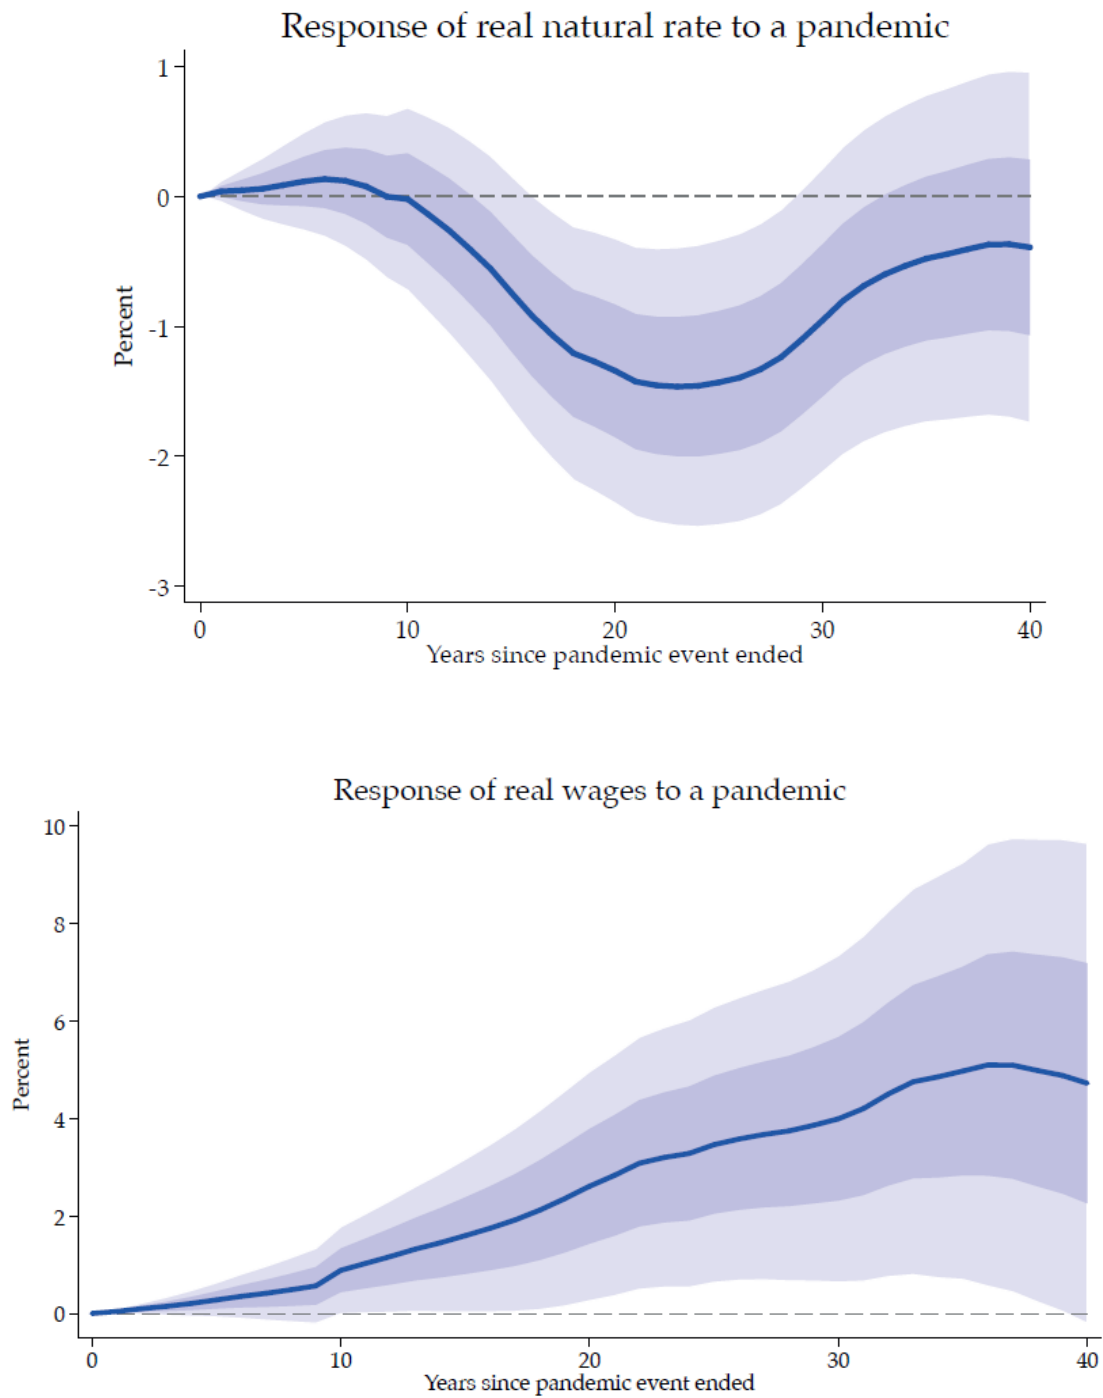 Response of real natural rate to a pandemic
1
0
-1
-2
-3
Percent
0 10 20 30 40
Years since pandemic event ended
Response of real wages to a pandemic
10
8
6
4
2
0
Percent
0 10 20 30 40
Years since pandemic event ended